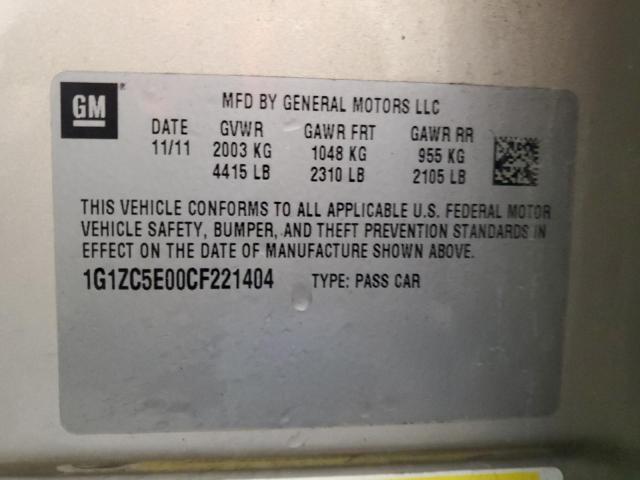 GM
MFD BY GENERAL MOTORS LLC
DATE GVWR GAWR FRT GAWR RR
11/11 2003 KG 1048 KG 955 KG
4415 LB 2310 LB 2105 LB
THIS VEHICLE CONFORMS TO ALL APPLICABLE U.S. FEDERAL MOTOR
VEHICLE SAFETY, BUMPER, AND THEFT PREVENTION STANDARDS IN
EFFECT ON THE DATE OF MANUFACTURE SHOWN ABOVE.
1G1ZC5E00CF221404 TYPE: PASS CAR